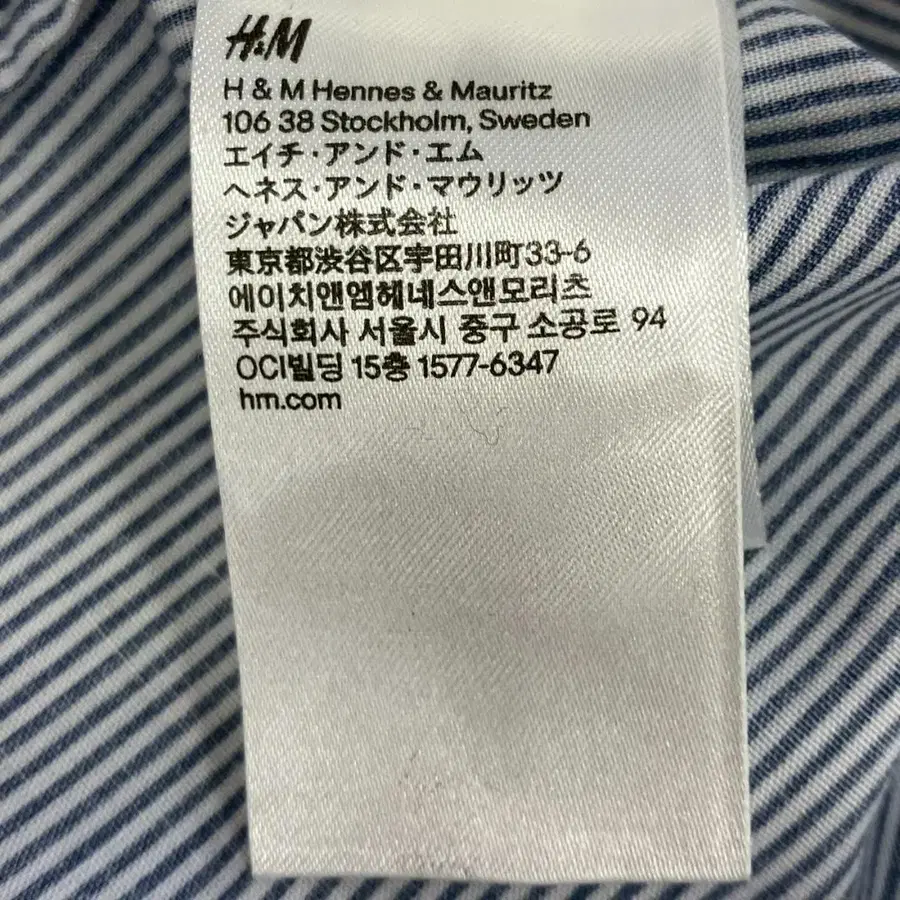 H&M
H & M Hennes & Mauritz
106 38 Stockholm, Sweden
エイチ・アンド・エム
ヘネス・アンド・マウリッツ
ジャパン株式会社
東京都渋谷区宇田川町33-6
에이치앤엠헤네스앤모리츠
주식회사 서울시 중구 소공로 94
OCI빌딩 15층 1577-6347
hm.com